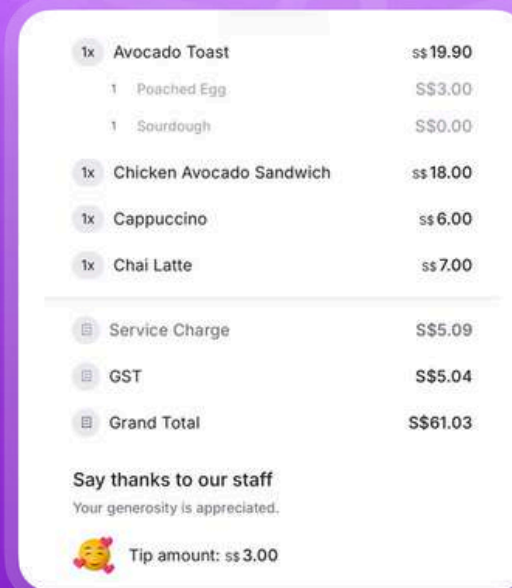 1x Avocado Toast S$19.90
1 Poached Egg S$3.00
1 Sourdough S$0.00
1x Chicken Avocado Sandwich S$18.00
1x Cappuccino S$6.00
1x Chai Latte S$7.00
Service Charge S$5.09
GST S$5.04
Grand Total S$61.03
Say thanks to our staff
Your generosity is appreciated.
Tip amount: S$3.00